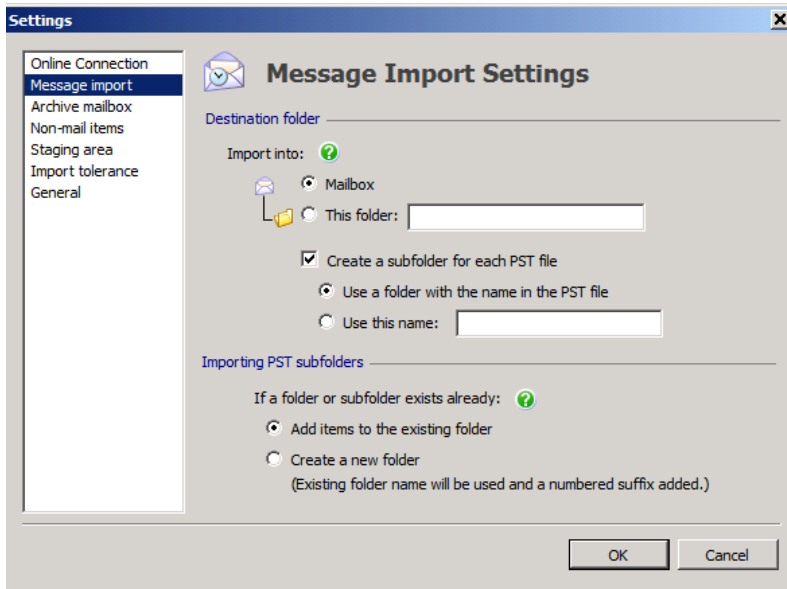 Settings
Online Connection
Message import
Archive mailbox
Non-mail items
Staging area
Import tolerance
General
Message Import Settings
Destination folder
Import into:
Mailbox
This folder:
Create a subfolder for each PST file
Use a folder with the name in the PST file
Use this name:
Importing PST subfolders
If a folder or subfolder exists already:
Add items to the existing folder
Create a new folder
(Existing folder name will be used and a numbered suffix added.)
OK Cancel